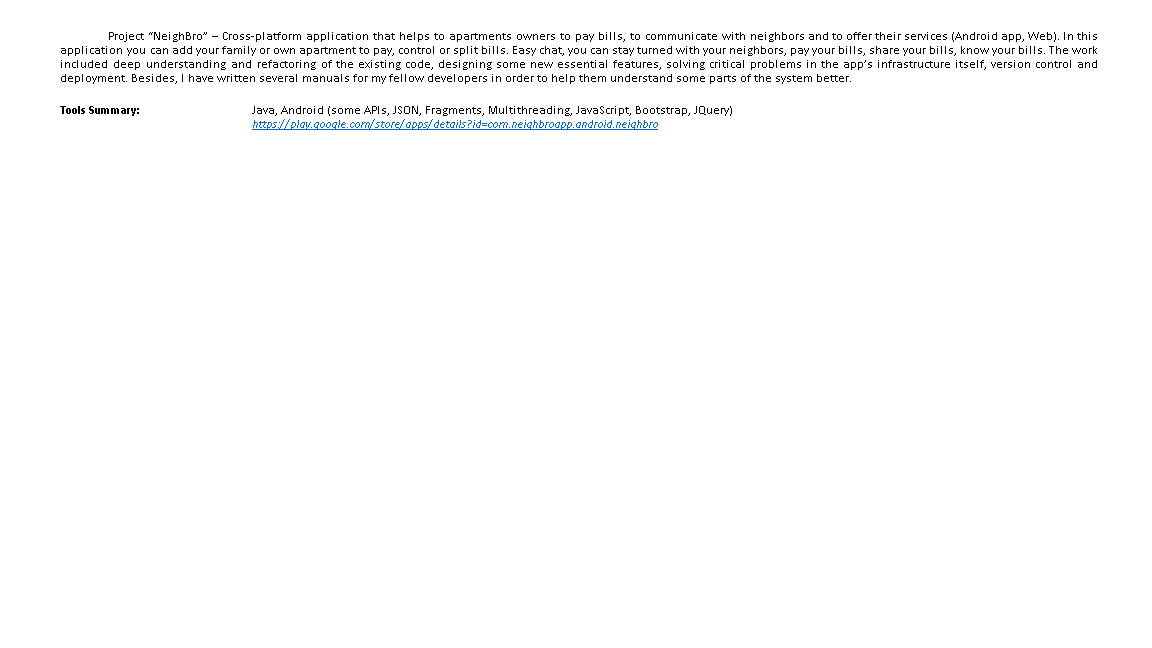 Project “NeighBro” – Cross-platform application that helps to apartments owners to pay bills, to communicate with neighbors and to offer their services (Android app, Web). In this
application you can add your family or own apartment to pay, control or split bills. Easy chat, you can stay turned with your neighbors, pay your bills, share your bills, know your bills. The work
included deep understanding and refactoring of the existing code, designing some new essential features, solving critical problems in the app’s infrastructure itself, version control and
deployment. Besides, I have written several manuals for my fellow developers in order to help them understand some parts of the system better.
Tools Summary: Java, Android (some APIs, JSON, Fragments, Multithreading, JavaScript, Bootstrap, JQuery)
https://play.google.com/store/apps/details?id=com.neighbroapp.android.neighbro